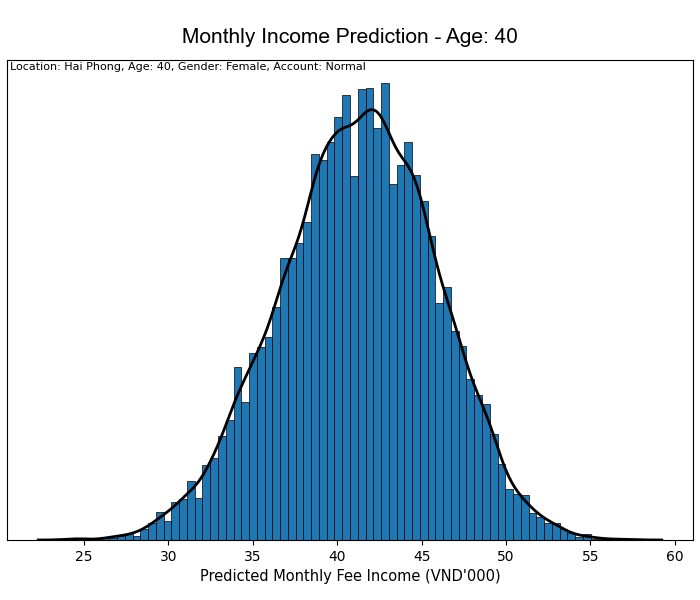 Monthly Income Prediction - Age: 40
Location: Hai Phong, Age: 40, Gender: Female, Account: Normal
25 30 35 40 45 50 55 60
Predicted Monthly Fee Income (VND'000)